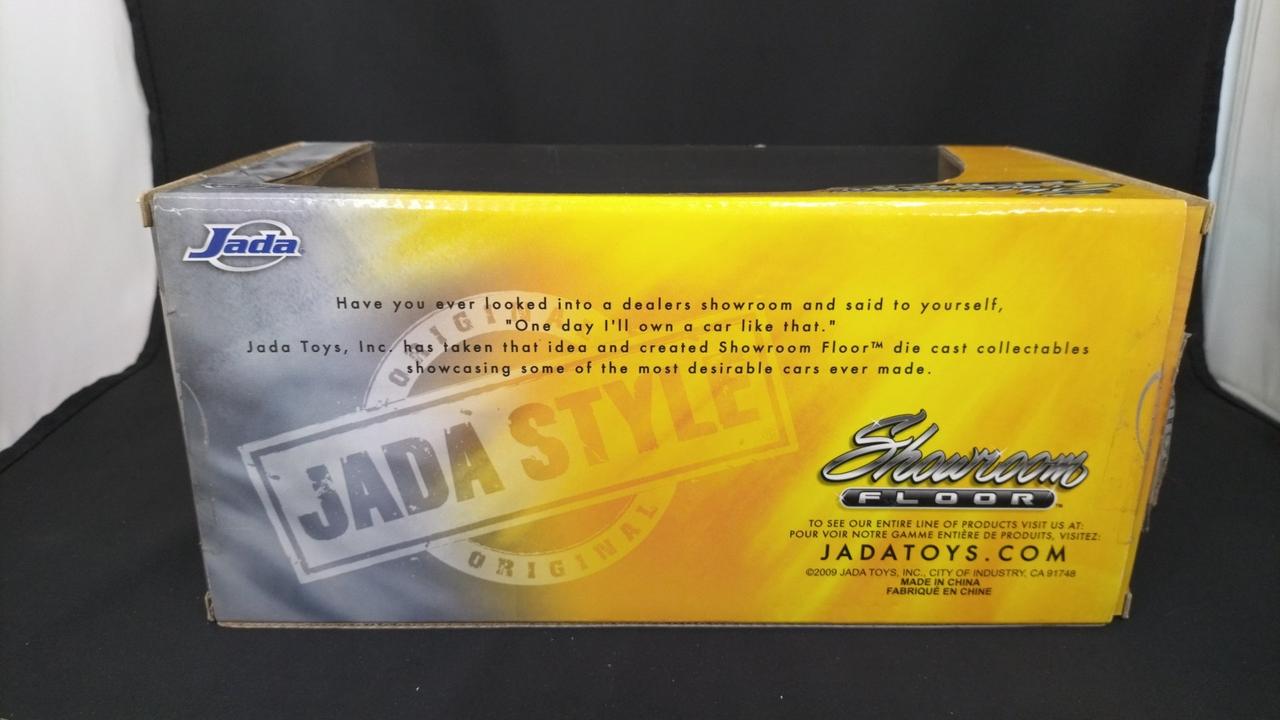 Jada
Have you ever looked into a dealers showroom and said to yourself,
"One day I'll own a car like that."
Jada Toys, Inc. has taken that idea and created Showroom Floor™ die cast collectables
showcasing some of the most desirable cars ever made.
ORIGINAL
JADA STYLE
ORIGINAL
Showroom
FLOOR™
TO SEE OUR ENTIRE LINE OF PRODUCTS VISIT US AT:
POUR VOIR NOTRE GAMME ENTIÈRE DE PRODUITS, VISITEZ:
JADATOYS.COM
©2009 JADA TOYS, INC., CITY OF INDUSTRY, CA 91748
MADE IN CHINA
FABRIQUÉ EN CHINE